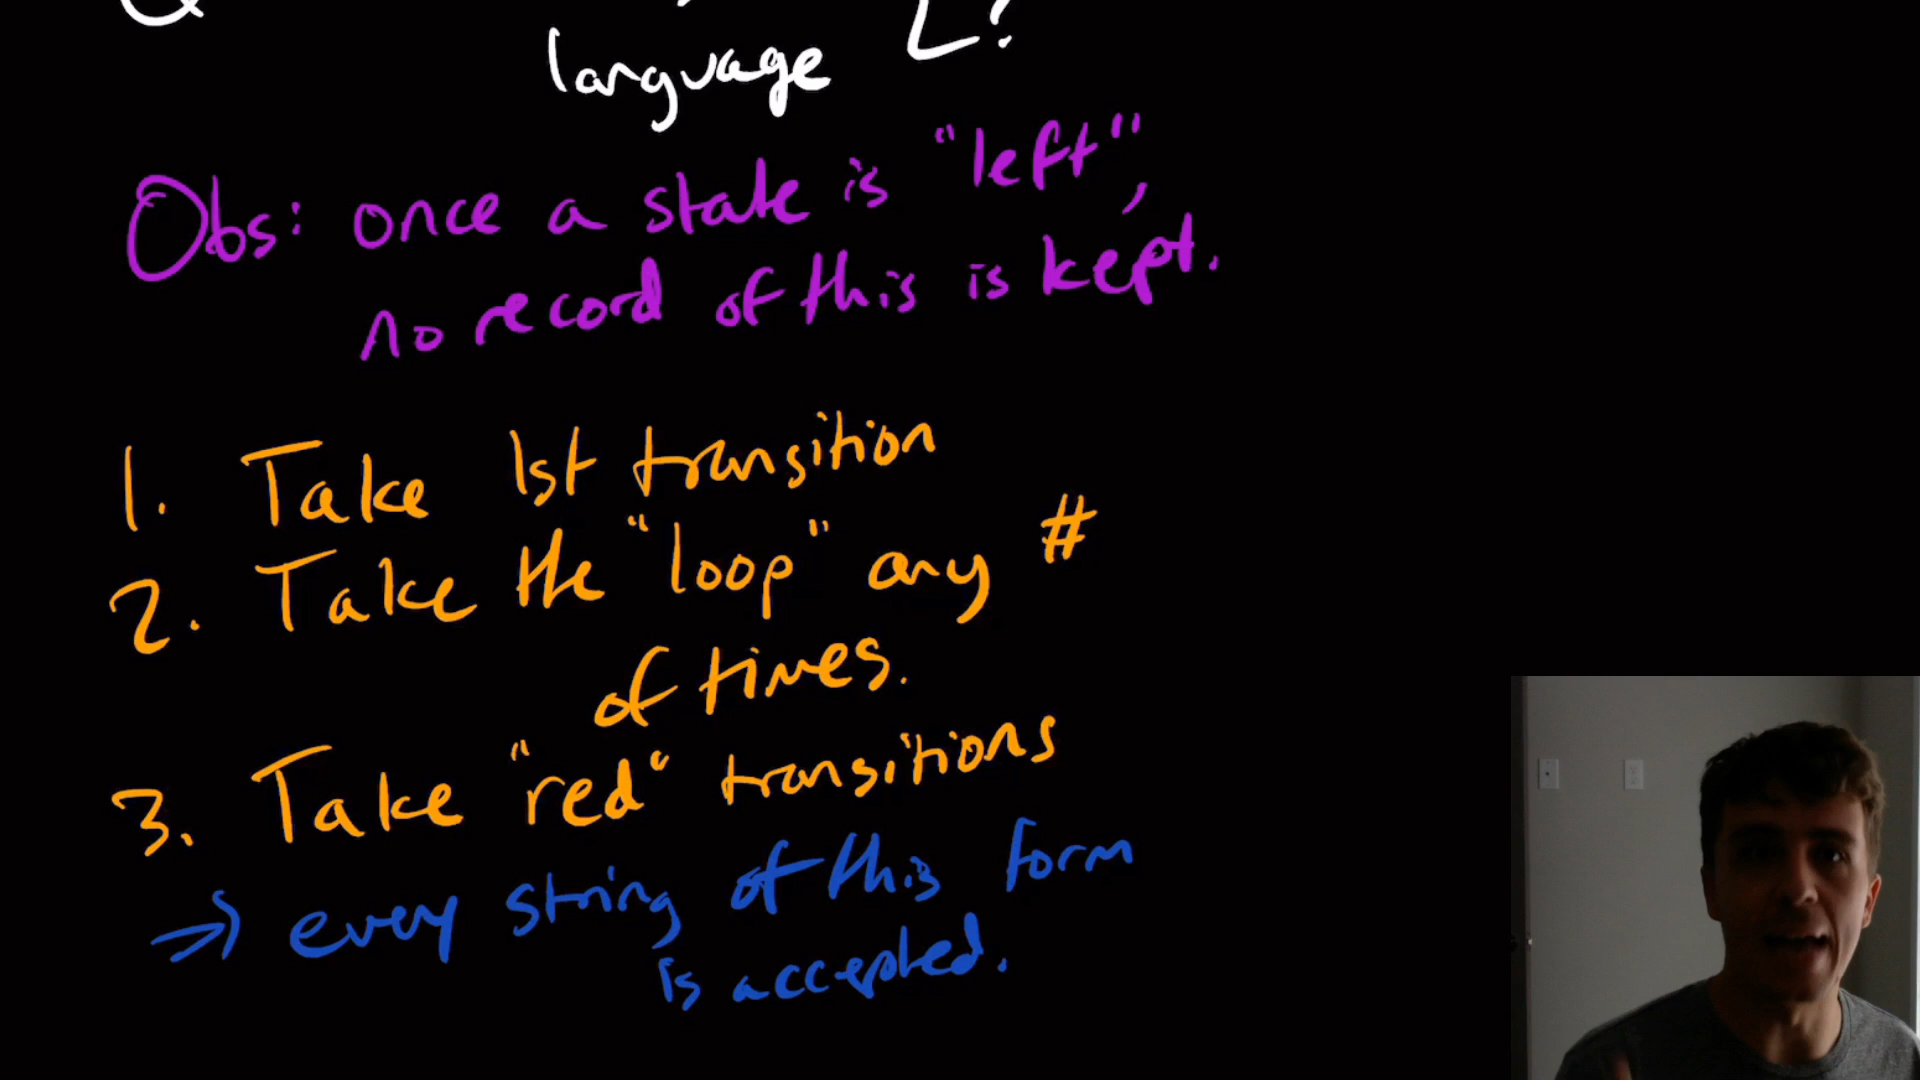 language L?
Obs: once a state is "left",
no record of this is kept.
1. Take 1st transition
2. Take the "loop" any #
of times.
3. Take "red" transitions
⇒ every string of this form
is accepted.